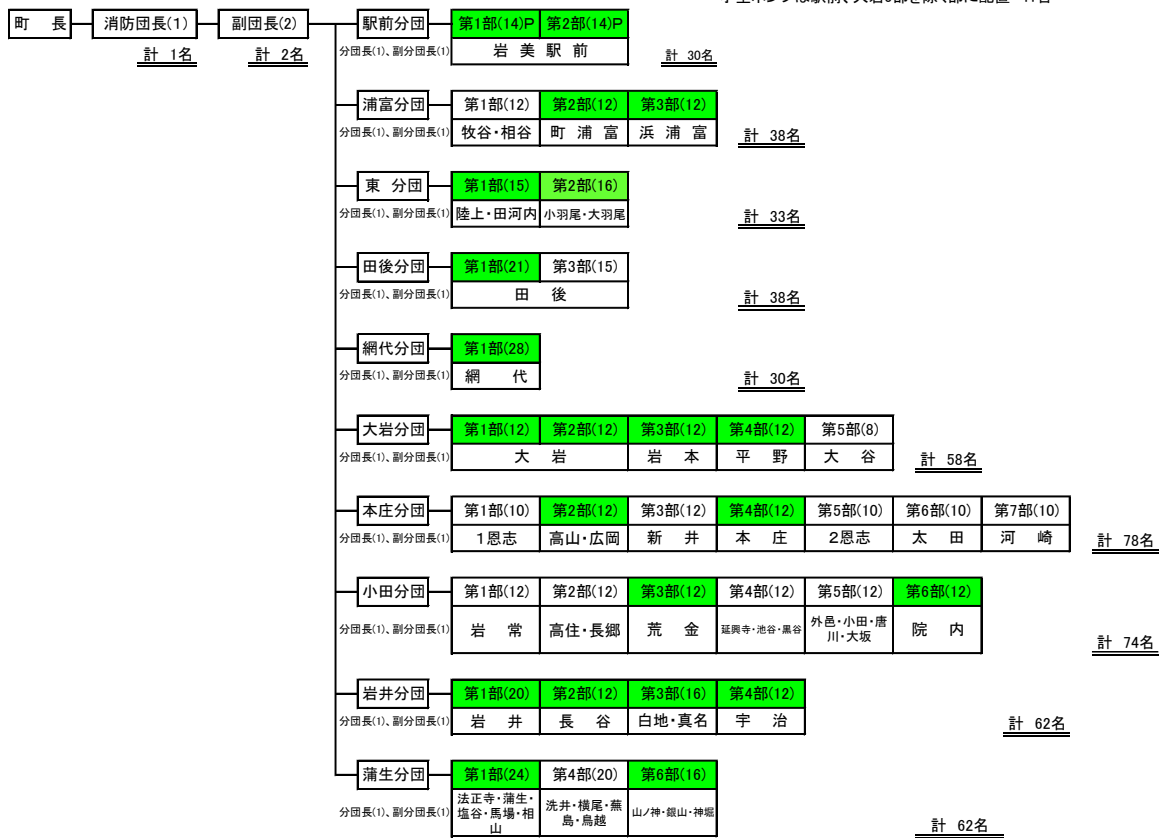 町 長
消防団長(1)
副団長(2)
計 1名
計 2名
駅前分団
第1部(14)P
第2部(14)P
分団長(1)、副分団長(1)
岩 美 駅 前
計 30名
浦富分団
第1部(12)
第2部(12)
第3部(12)
分団長(1)、副分団長(1)
牧谷・相谷
町 浦 富
浜 浦 富
計 38名
東 分団
第1部(15)
第2部(16)
分団長(1)、副分団長(1)
陸上・田河内
小羽尾・大羽尾
計 33名
田後分団
第1部(21)
第3部(15)
分団長(1)、副分団長(1)
田 後
計 38名
網代分団
第1部(28)
分団長(1)、副分団長(1)
網 代
計 30名
大岩分団
第1部(12)
第2部(12)
第3部(12)
第4部(12)
第5部(8)
分団長(1)、副分団長(1)
大 岩
岩 本
平 野
大 谷
計 58名
本庄分団
第1部(10)
第2部(12)
第3部(12)
第4部(12)
第5部(10)
第6部(10)
第7部(10)
分団長(1)、副分団長(1)
1恩志
高山・広岡
新 井
本 庄
2恩志
太 田
河 崎
計 78名
小田分団
第1部(12)
第2部(12)
第3部(12)
第4部(12)
第5部(12)
第6部(12)
分団長(1)、副分団長(1)
岩 常
高住・長郷
荒 金
延興寺・池谷・黒谷
外邑・小田・唐
川・大坂
院 内
計 74名
岩井分団
第1部(20)
第2部(12)
第3部(16)
第4部(12)
分団長(1)、副分団長(1)
岩 井
長 谷
白地・真名
宇 治
計 62名
蒲生分団
第1部(24)
第4部(20)
第6部(16)
分団長(1)、副分団長(1)
法正寺・蒲生・
塩谷・馬場・相
山
洗井・横尾・蕪
島・鳥越
山ノ神・銀山・神堀
計 62名